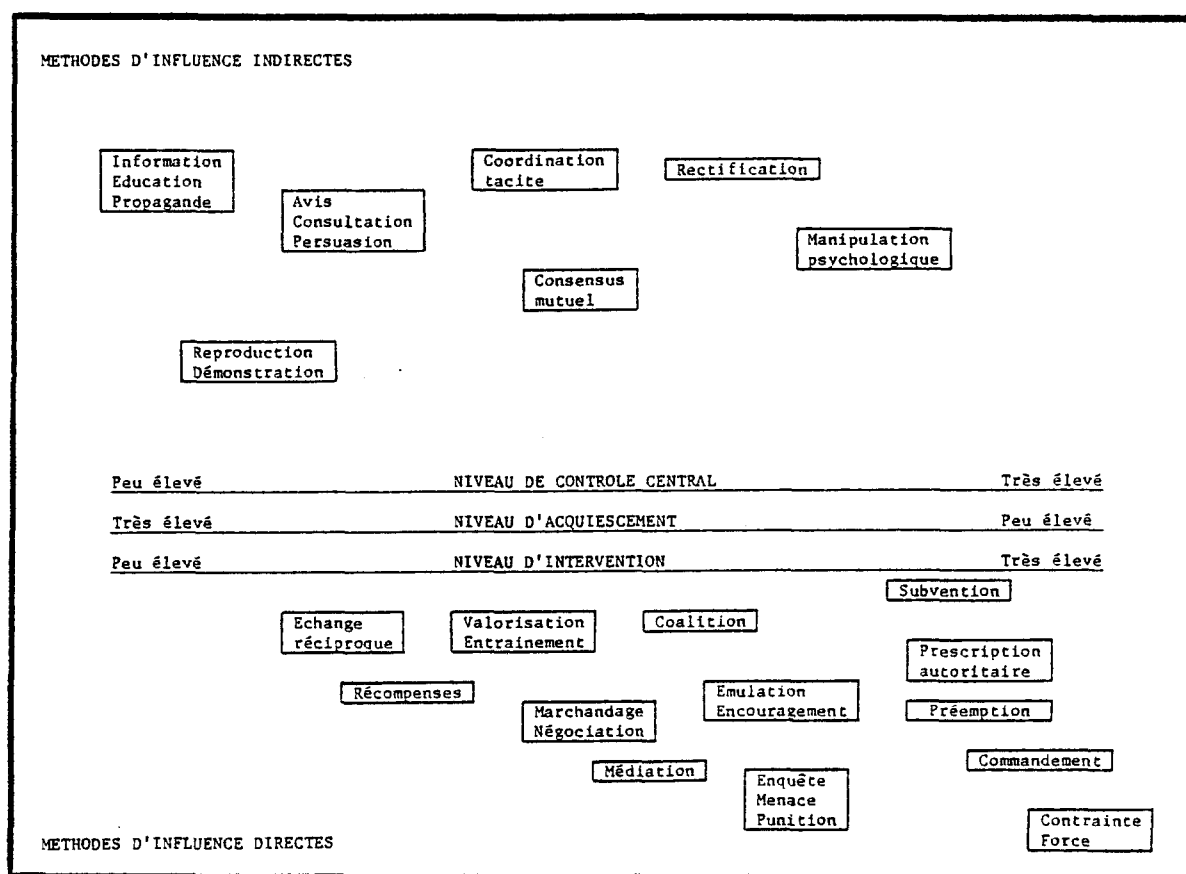 METHODES D'INFLUENCE INDIRECTES
Information
Education
Propagande
Avis
Consultation
Persuasion
Coordination
tacite
Rectification
Manipulation
psychologique
Consensus
mutuel
Reproduction
Démonstration
Peu élevé NIVEAU DE CONTROLE CENTRAL Très élevé
Très élevé NIVEAU D'ACQUIESCEMENT Peu élevé
Peu élevé NIVEAU D'INTERVENTION Très élevé
Subvention
Echange
réciproque
Valorisation
Entrainement
Coalition
Prescription
autoritaire
Récompenses
Marchandage
Négociation
Emulation
Encouragement
Préemption
Médiation
Enquête
Menace
Punition
Commandement
Contrainte
Force
METHODES D'INFLUENCE DIRECTES